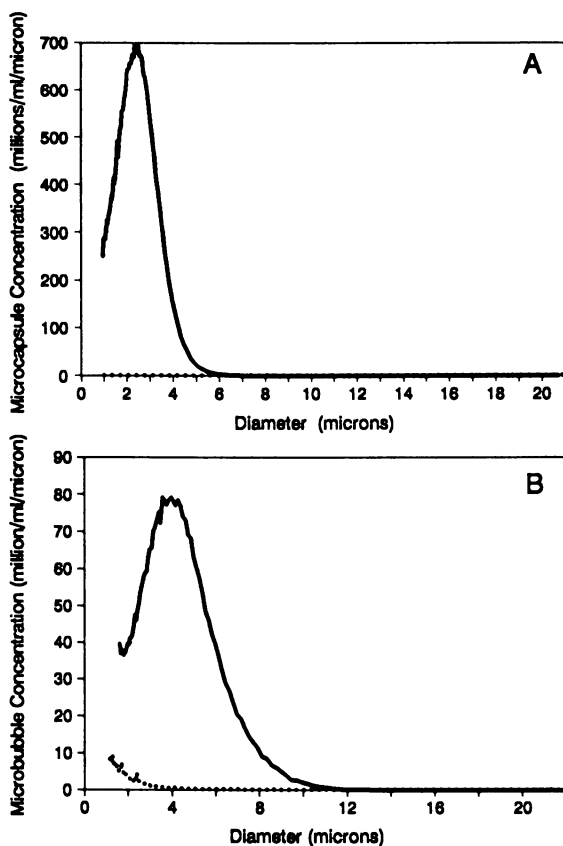 A
Microcapsule Concentration (millions/ml/micron)
700
600
500
400
300
200
100
0
0 2 4 6 8 10 12 14 16 18 20
Diameter (microns)
B
Microbubble Concentration (million/ml/micron)
90
80
70
60
50
40
30
20
10
0
0 4 8 12 16 20
Diameter (microns)